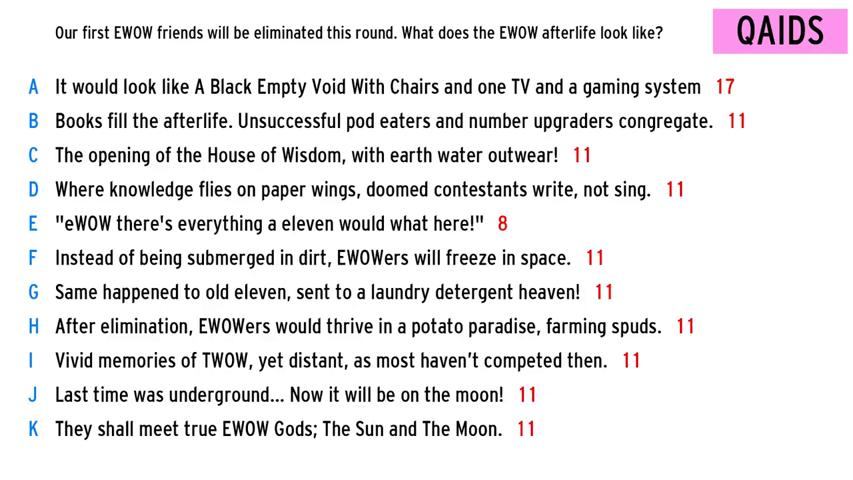 Our first EWOW friends will be eliminated this round. What does the EWOW afterlife look like?
QAIDS
A It would look like A Black Empty Void With Chairs and one TV and a gaming system 17
B Books fill the afterlife. Unsuccessful pod eaters and number upgraders congregate. 11
C The opening of the House of Wisdom, with earth water outwear! 11
D Where knowledge flies on paper wings, doomed contestants write, not sing. 11
E "eWOW there's everything a eleven would what here!" 8
F Instead of being submerged in dirt, EWOWers will freeze in space. 11
G Same happened to old eleven, sent to a laundry detergent heaven! 11
H After elimination, EWOWers would thrive in a potato paradise, farming spuds. 11
I Vivid memories of TWOW, yet distant, as most haven’t competed then. 11
J Last time was underground... Now it will be on the moon! 11
K They shall meet true EWOW Gods; The Sun and The Moon. 11